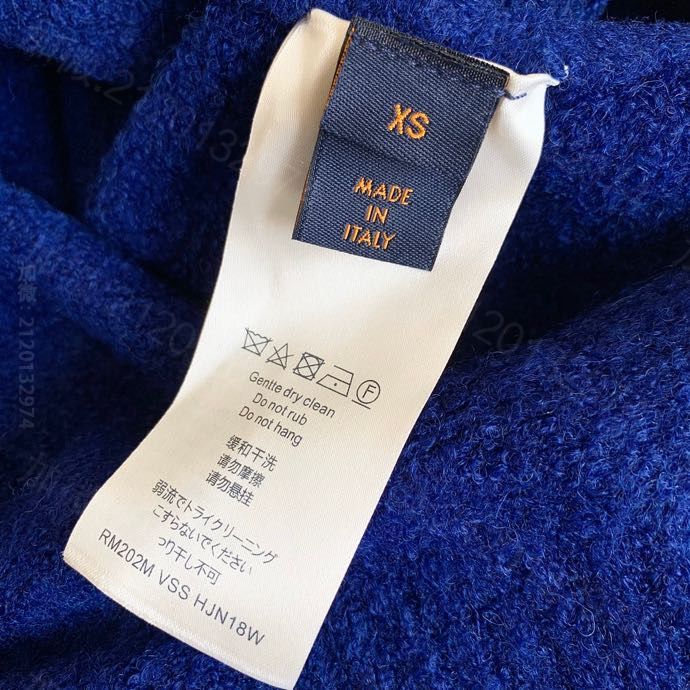 XS
MADE
IN
ITALY
F
Gentle dry clean
Do not rub
Do not hang
缓和干洗
请勿摩擦
请勿悬挂
弱流でトライクリーニング
こすらないでください
つり干し不可
RM202M VSS HJN18W
2120132974